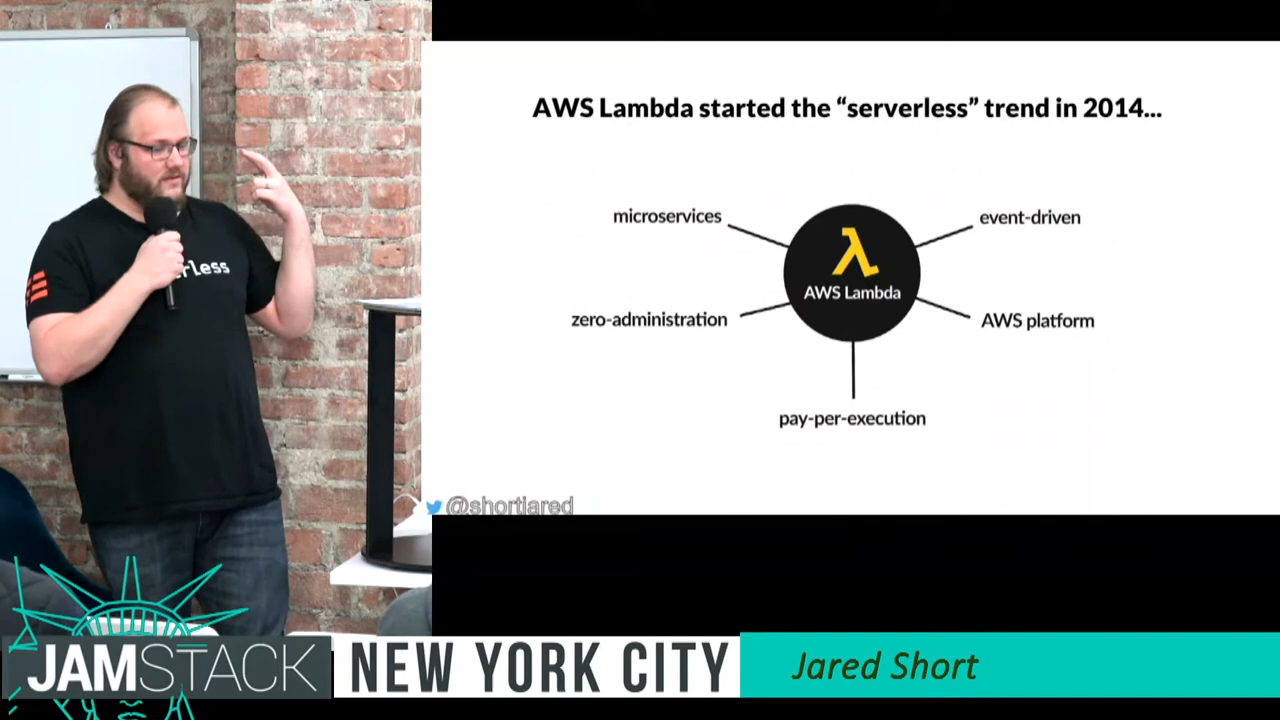 AWS Lambda started the “serverless” trend in 2014...
microservices
event-driven
λ
AWS Lambda
zero-administration
AWS platform
pay-per-execution
rless
@shortjared
JAMSTACK
NEW YORK CITY
Jared Short